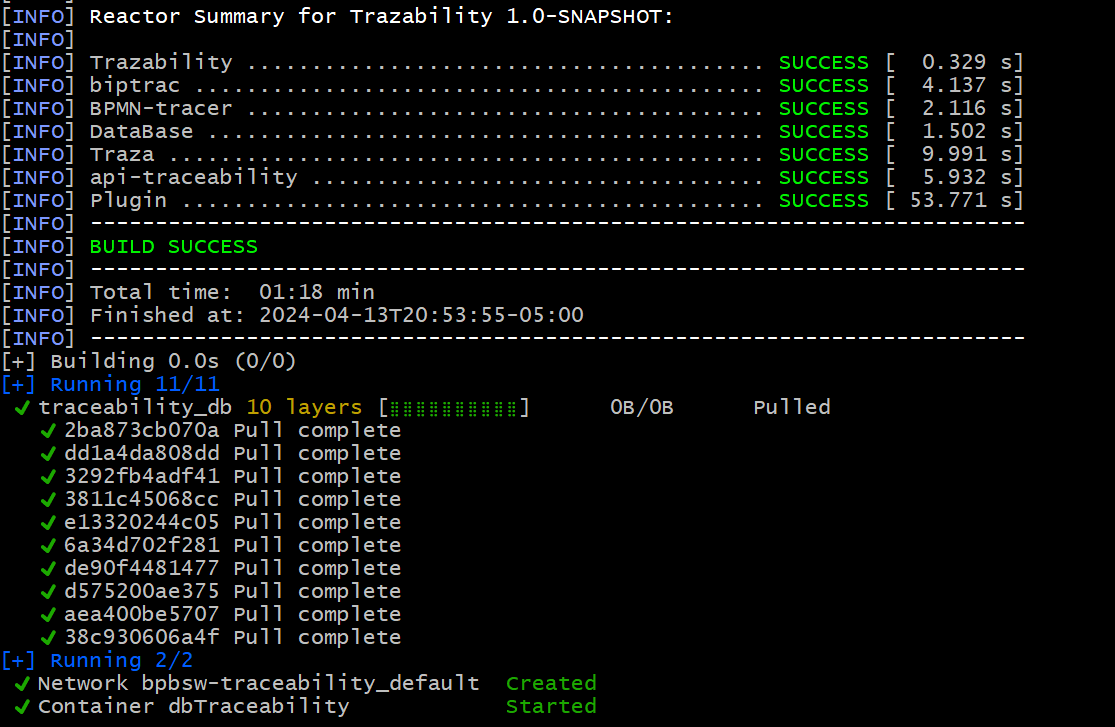 [INFO] Reactor Summary for Trazability 1.0-SNAPSHOT:
[INFO]
[INFO] Trazability ........................................ SUCCESS [  0.329 s]
[INFO] biptrac ............................................ SUCCESS [  4.137 s]
[INFO] BPMN-tracer ........................................ SUCCESS [  2.116 s]
[INFO] DataBase ........................................... SUCCESS [  1.502 s]
[INFO] Traza .............................................. SUCCESS [  9.991 s]
[INFO] api-traceability ................................... SUCCESS [  5.932 s]
[INFO] Plugin ............................................. SUCCESS [ 53.771 s]
[INFO] ------------------------------------------------------------------------
[INFO] BUILD SUCCESS
[INFO] ------------------------------------------------------------------------
[INFO] Total time:  01:18 min
[INFO] Finished at: 2024-04-13T20:53:55-05:00
[INFO] ------------------------------------------------------------------------
[+] Building 0.0s (0/0)
[+] Running 11/11
✔ traceability_db 10 layers [⣿⣿⣿⣿⣿⣿⣿⣿⣿⣿]      0B/0B      Pulled
✔ 2ba873cb070a Pull complete
✔ dd1a4da808dd Pull complete
✔ 3292fb4adf41 Pull complete
✔ 3811c45068cc Pull complete
✔ e13320244c05 Pull complete
✔ 6a34d702f281 Pull complete
✔ de90f4481477 Pull complete
✔ d575200ae375 Pull complete
✔ aea400be5707 Pull complete
✔ 38c930606a4f Pull complete
[+] Running 2/2
✔ Network bpbsw-traceability_default  Created
✔ Container dbTraceability            Started